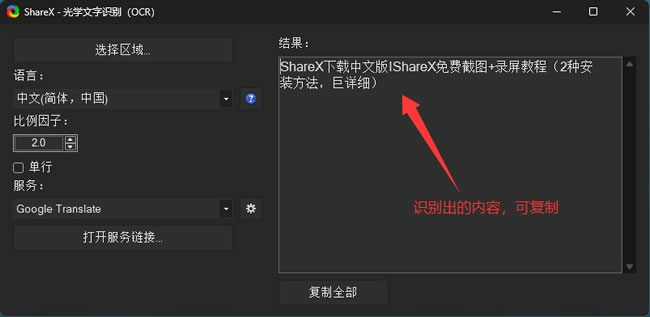 ShareX - 光学文字识别（OCR）
选择区域...
语言：
中文(简体，中国)
比例因子：
2.0
单行
服务：
Google Translate
打开服务链接...
结果：
ShareX下载中文版IShareX免费截图+录屏教程（2种安
装方法，巨详细）
识别出的内容，可复制
复制全部